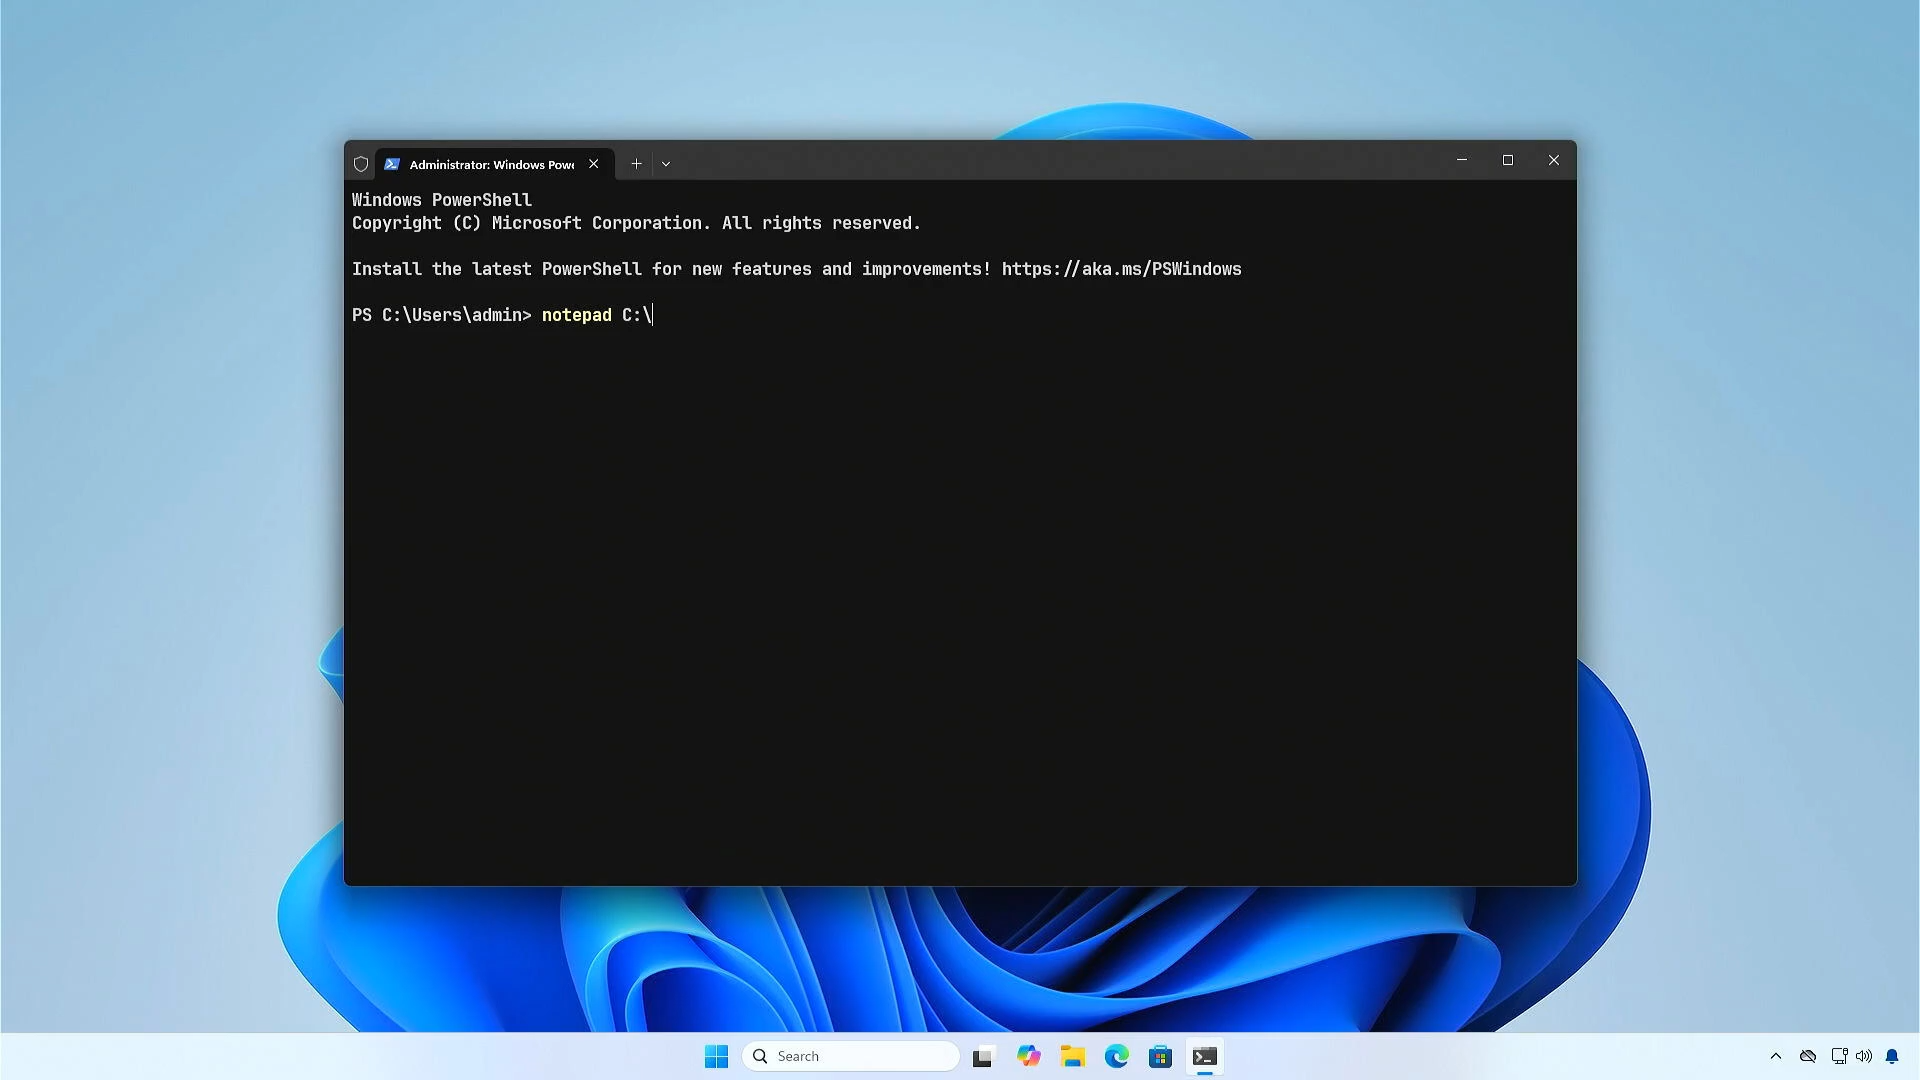 Administrator: Windows Powe
Windows PowerShell
Copyright (C) Microsoft Corporation. All rights reserved.
Install the latest PowerShell for new features and improvements! https://aka.ms/PSWindows
PS C:\Users\admin> notepad C:\
Search